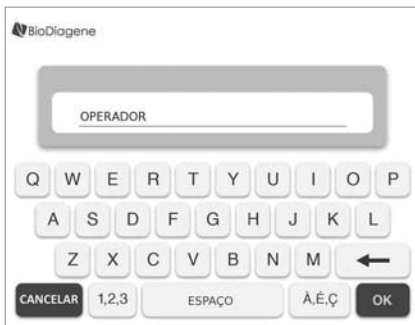 BioDiagene
OPERADOR
Q W E R T Y U I O P
A S D F G H J K L
Z X C V B N M
CANCELAR 1,2,3 ESPAÇO À,É,Ç OK